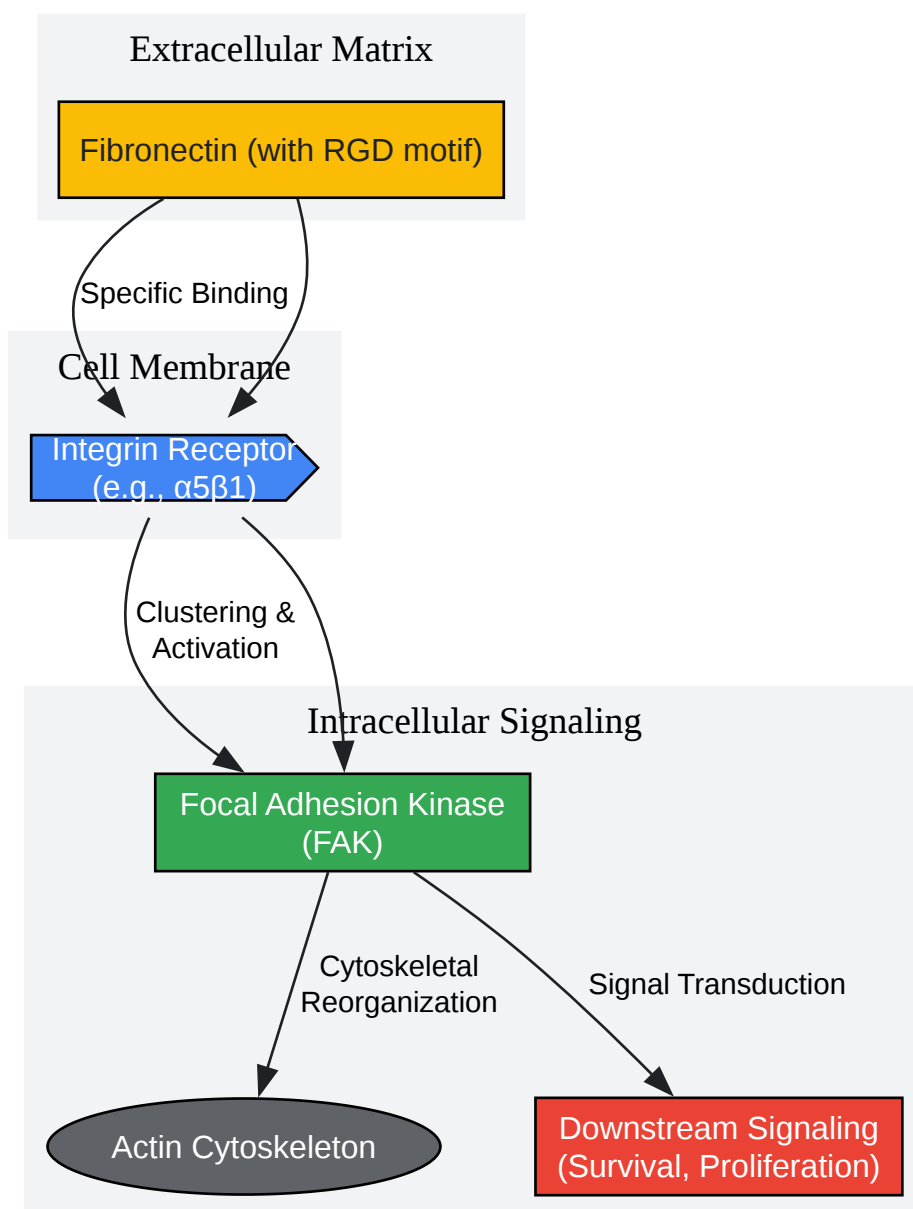 Extracellular Matrix
Fibronectin (with RGD motif)
Specific Binding
Cell Membrane
Integrin Receptor
(e.g., α5β1)
Clustering &
Activation
Intracellular Signaling
Focal Adhesion Kinase
(FAK)
Cytoskeletal
Reorganization
Signal Transduction
Actin Cytoskeleton
Downstream Signaling
(Survival, Proliferation)